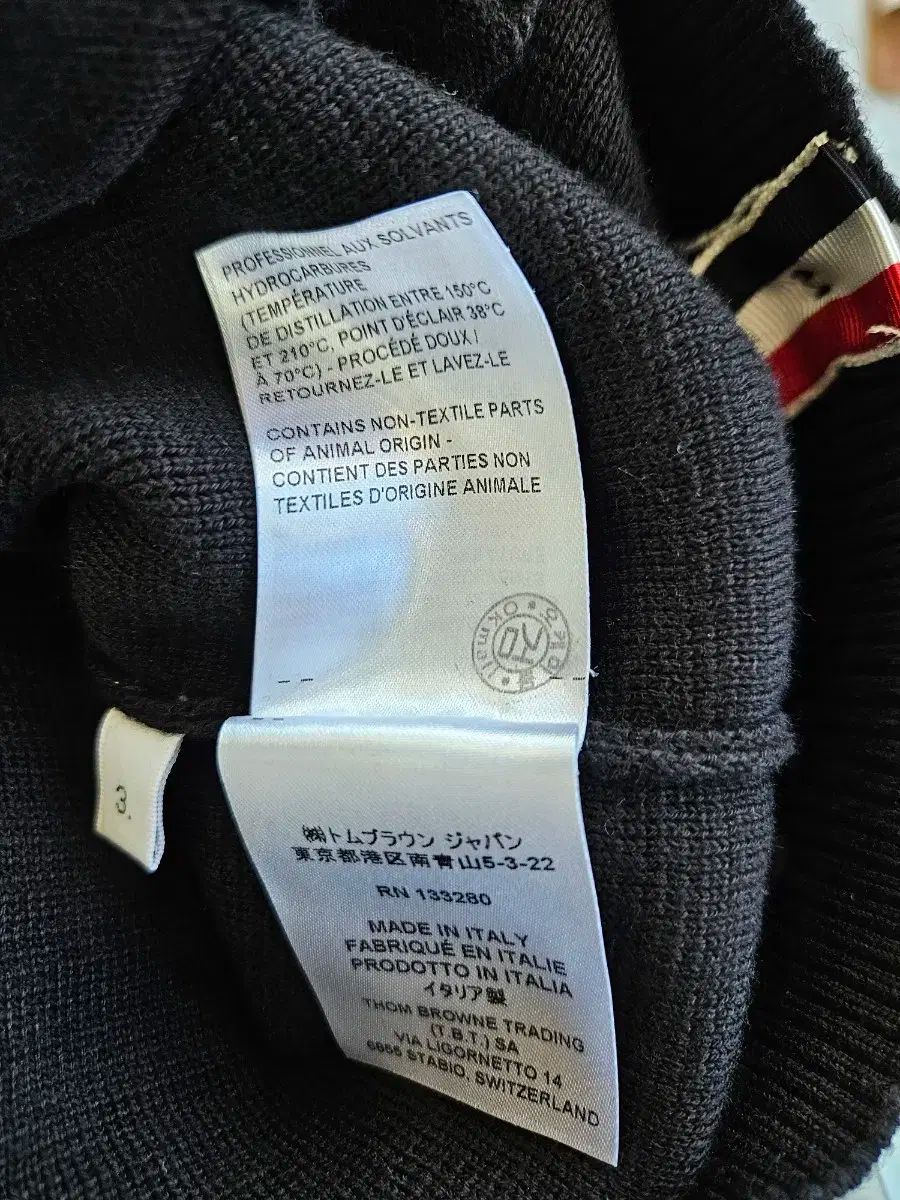 PROFESSIONNEL AUX SOLVANTS
HYDROCARBURES
(TEMPÉRATURE
DE DISTILLATION ENTRE 150°C
ET 210°C, POINT D'ÉCLAIR 38°C
À 70°C) - PROCÉDÉ DOUX /
RETOURNEZ-LE ET LAVEZ-LE
CONTAINS NON-TEXTILE PARTS
OF ANIMAL ORIGIN -
CONTIENT DES PARTIES NON
TEXTILES D'ORIGINE ANIMALE
OK mall
3.
㈱トムブラウン ジャパン
東京都港区南青山5-3-22
RN 133280
MADE IN ITALY
FABRIQUÉ EN ITALIE
PRODOTTO IN ITALIA
イタリア製
THOM BROWNE TRADING
(T.B.T.) SA
VIA LIGORNETTO 14
6855 STABIO, SWITZERLAND